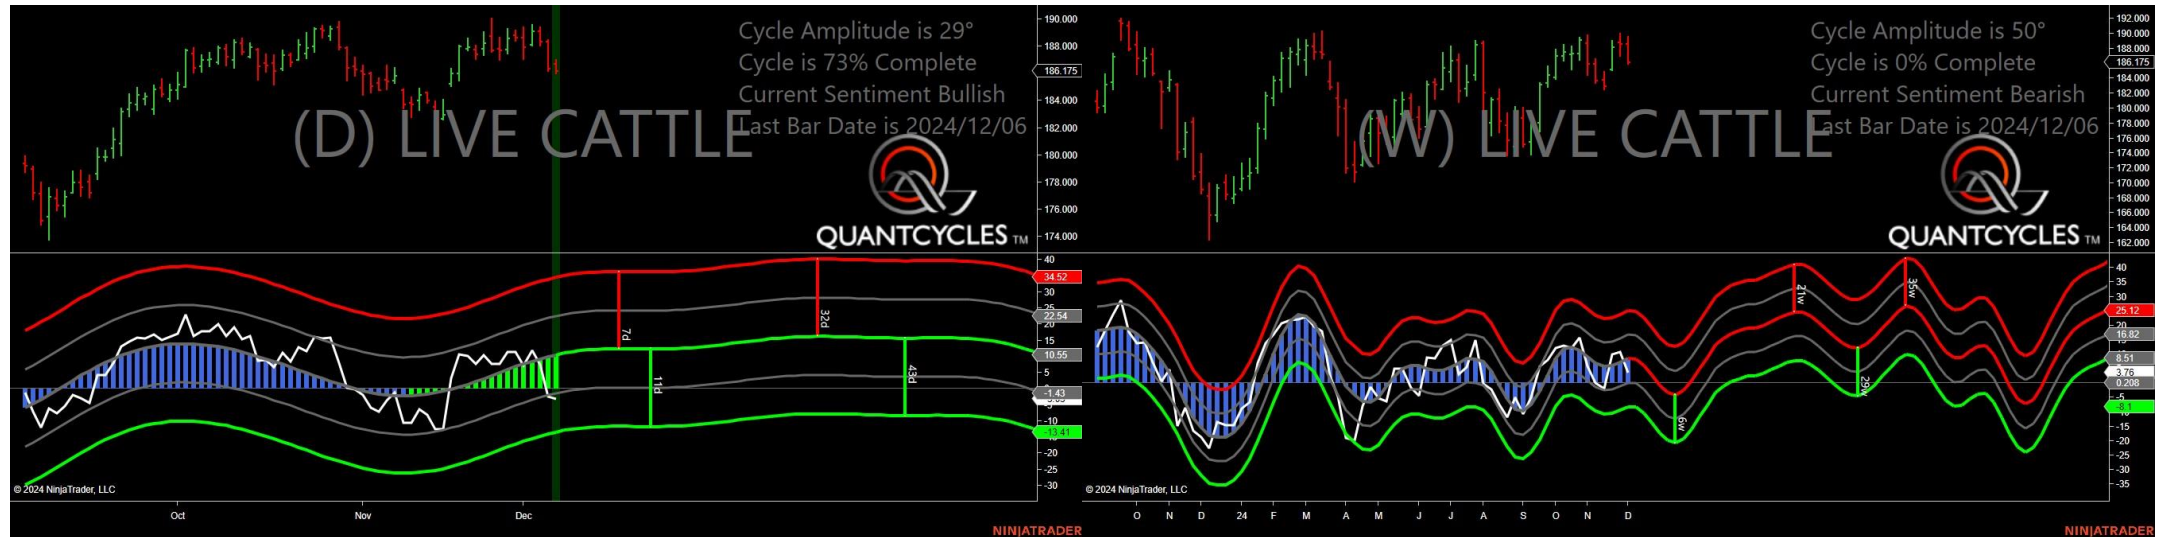 Cycle Amplitude is 29°
Cycle is 73% Complete
Current Sentiment Bullish
Last Bar Date is 2024/12/06
(D) LIVE CATTLE
QUANTCYCLES TM
190.000
188.000
186.175
184.000
182.000
180.000
178.000
176.000
174.000
40
34.52
30
25
22.54
20
15
10.55
5
-1.43
-5
-10
-13.41
-20
-25
-30
7d
32d
11d
43d
© 2024 NinjaTrader, LLC
Oct
Nov
Dec
NINJATRADER
Cycle Amplitude is 50°
Cycle is 0% Complete
Current Sentiment Bearish
Last Bar Date is 2024/12/06
(W) LIVE CATTLE
QUANTCYCLES TM
192.000
190.000
188.000
186.175
184.000
182.000
180.000
178.000
176.000
174.000
172.000
170.000
168.000
166.000
164.000
162.000
40
35
30
25.12
20
16.82
8.51
3.76
0.208
-8.1
-15
-20
-25
-30
-35
21w
35w
29w
6w
© 2024 NinjaTrader, LLC
O N D 24 F M A M J J A S O N D
NINJATRADER